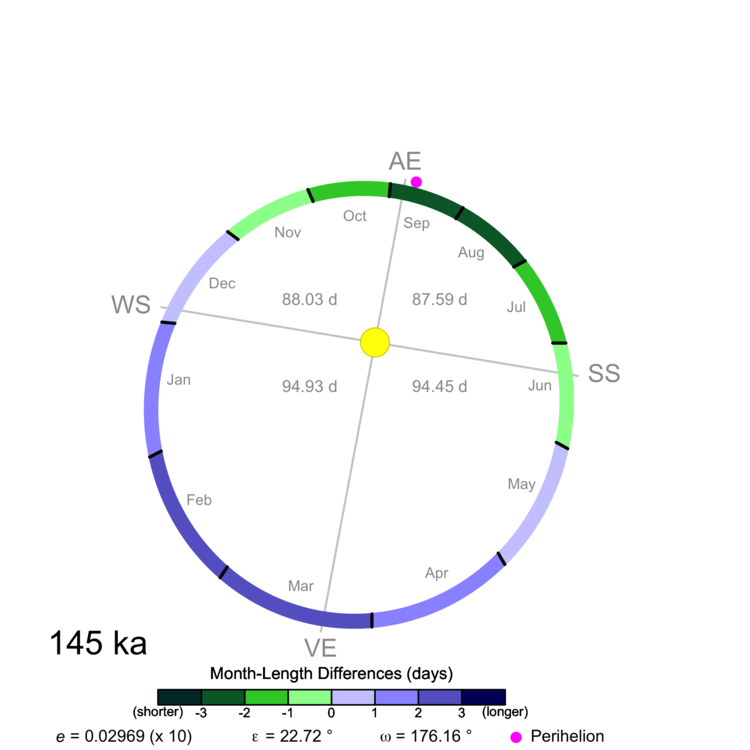 AE
Oct
Sep
Nov
Aug
Dec
88.03 d
87.59 d
WS
Jul
SS
Jan
94.93 d
94.45 d
Jun
Feb
May
Mar
Apr
145 ka
VE
Month-Length Differences (days)
(shorter) -3 -2 -1 0 1 2 3 (longer)
e = 0.02969 (x 10) ε = 22.72 ° ω = 176.16 ° Perihelion